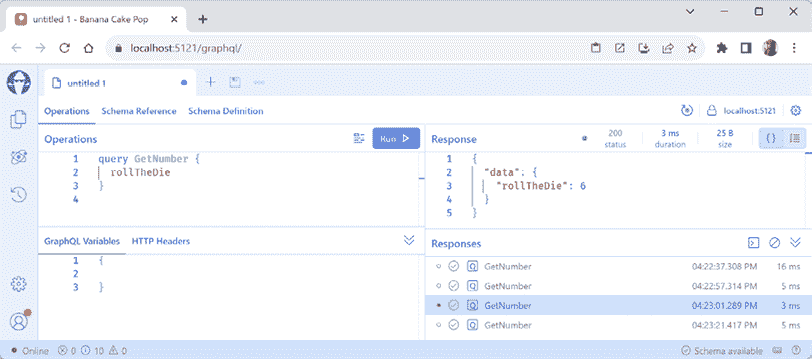 untitled 1 - Banana Cake Pop
localhost:5121/graphql/
untitled 1
Operations Schema Reference Schema Definition localhost:5121
Operations Run
1 query GetNumber {
2 rollTheDie
3 }
4
GraphQL Variables HTTP Headers
1 {
2
3 }
Response 200 status 3 ms duration 25 B size
1 {
2 "data": {
3 "rollTheDie": 6
4 }
5 }
Responses
GetNumber 04:22:37.308 PM 16 ms
GetNumber 04:22:57.314 PM 5 ms
GetNumber 04:23:01.289 PM 3 ms
GetNumber 04:23:21.417 PM 5 ms
Online 0 10 0 Schema available